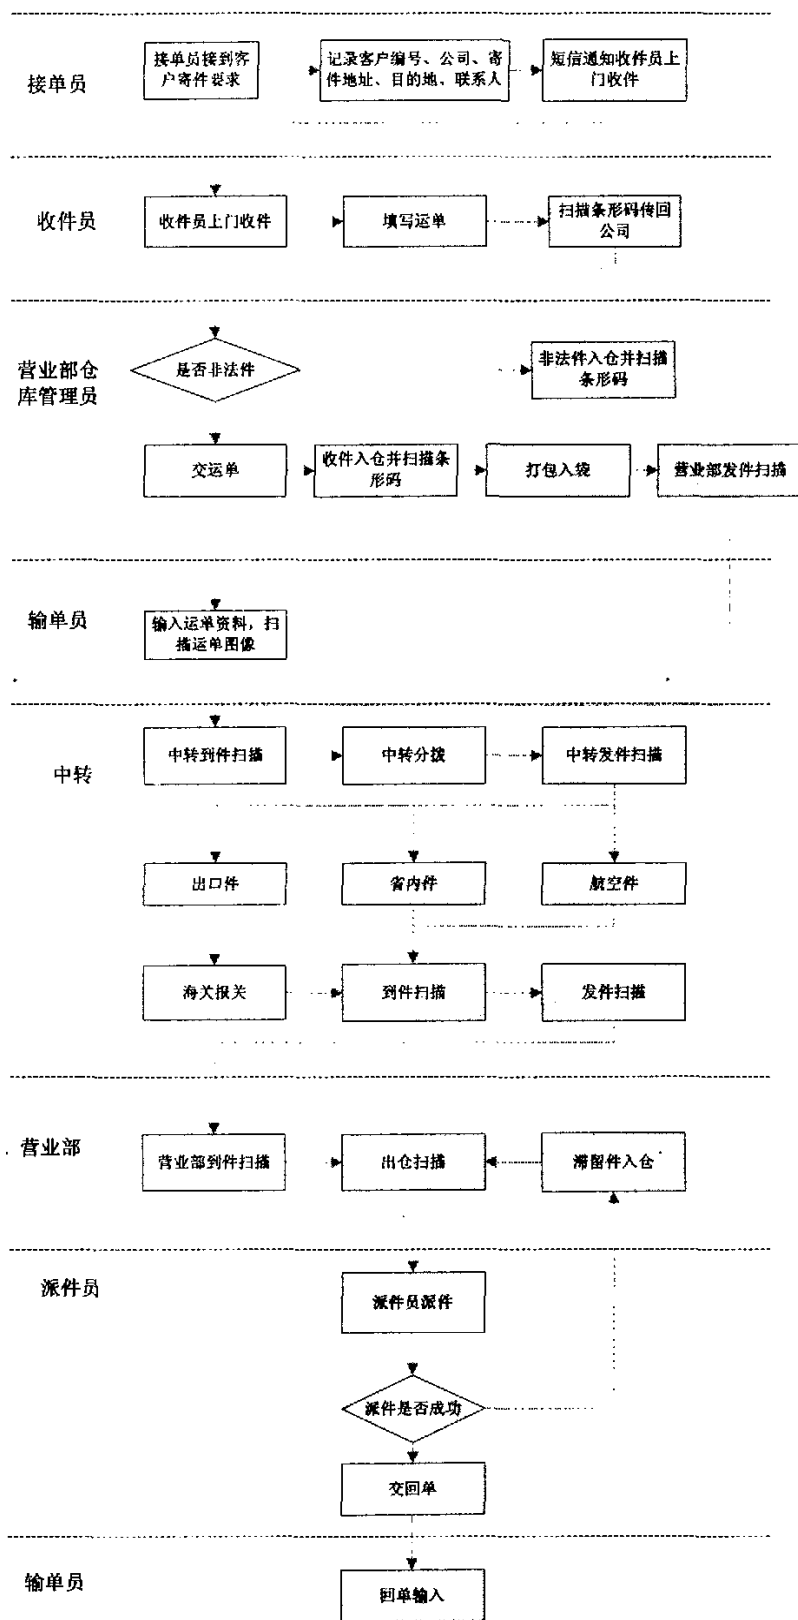 接单员
接单员接到客
户寄件要求
记录客户编号、公司、寄
件地址、目的地、联系人
短信通知收件员上
门收件
收件员
收件员上门收件
填写运单
扫描条形码传回
公司
营业部仓
库管理员
是否非法件
非法件入仓并扫描
条形码
交运单
收件入仓并扫描条
形码
打包入袋
营业部发件扫描
输单员
输入运单资料，扫
描运单图像
中转
中转到件扫描
中转分拨
中转发件扫描
出口件
省内件
航空件
海关报关
到件扫描
发件扫描
营业部
营业部到件扫描
出仓扫描
滞留件入仓
派件员
派件员派件
派件是否成功
交回单
输单员
回单输入